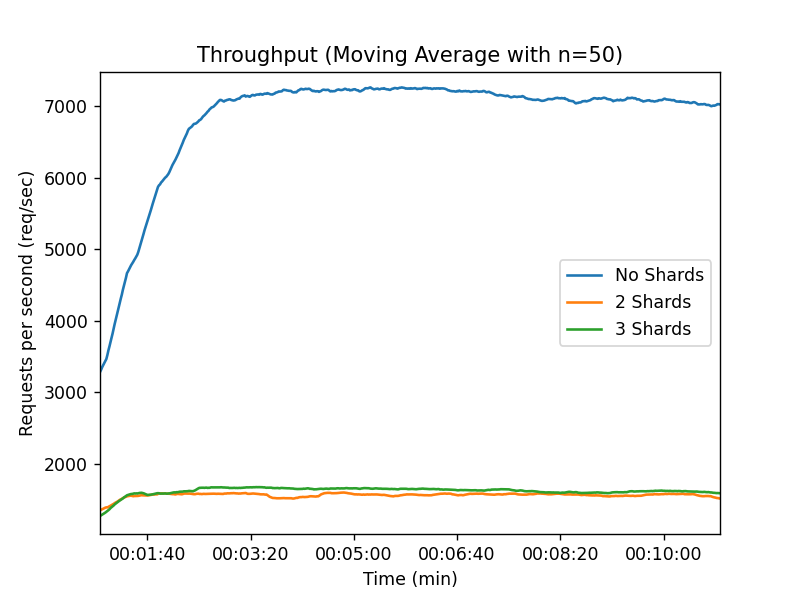 Throughput (Moving Average with n=50)
Requests per second (req/sec)
7000
6000
5000
4000
3000
2000
No Shards
2 Shards
3 Shards
00:01:40 00:03:20 00:05:00 00:06:40 00:08:20 00:10:00
Time (min)